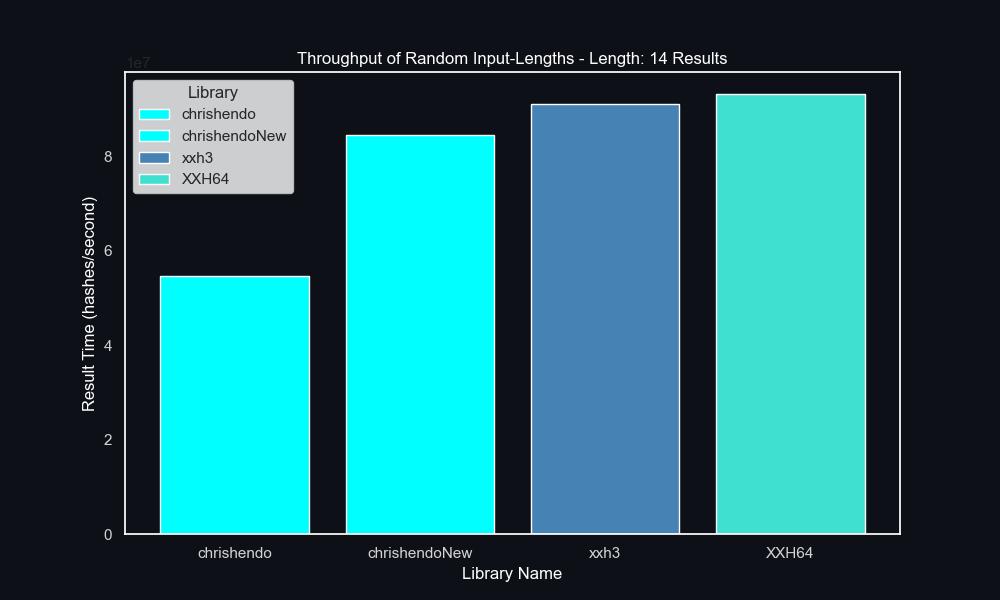 Throughput of Random Input-Lengths - Length: 14 Results
1e7
Library
chrishendo
chrishendoNew
xxh3
XXH64
8
6
4
2
0
Result Time (hashes/second)
chrishendo
chrishendoNew
xxh3
XXH64
Library Name